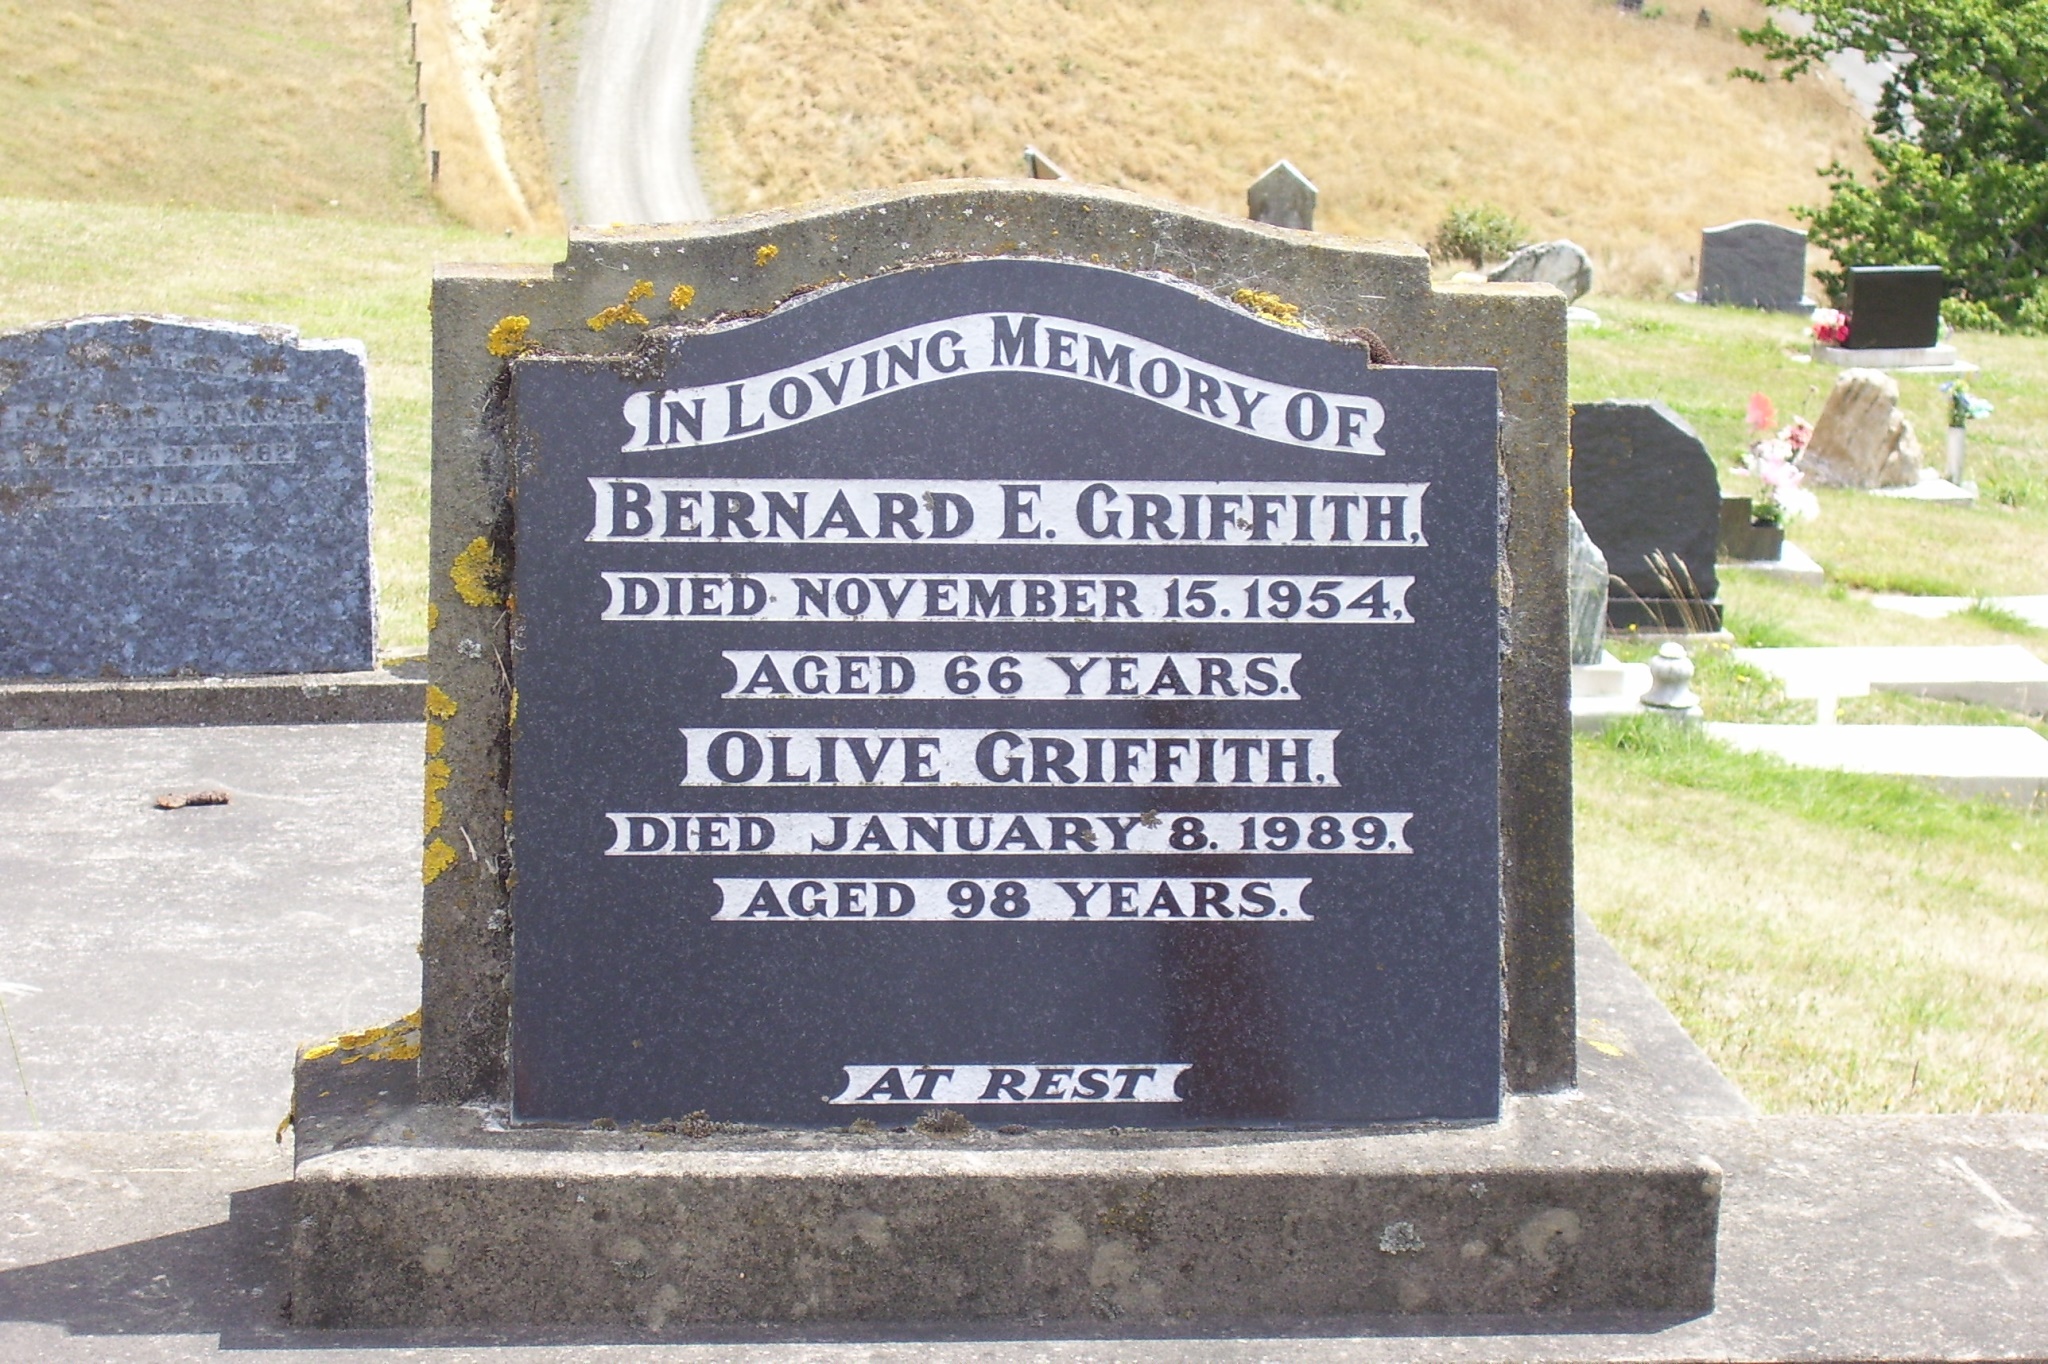 IN LOVING MEMORY OF
BERNARD E. GRIFFITH,
DIED NOVEMBER 15. 1954,
AGED 66 YEARS.
OLIVE GRIFFITH.
DIED JANUARY 8. 1989.
AGED 98 YEARS.
AT REST
YEARS